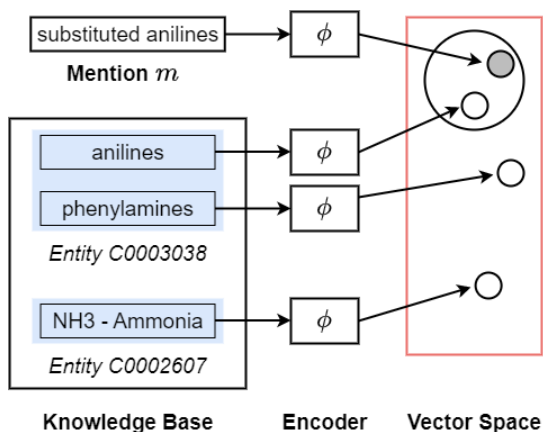 substituted anilines
ϕ
Mention m
anilines
ϕ
phenylamines
ϕ
Entity C0003038
NH3 - Ammonia
ϕ
Entity C0002607
Knowledge Base
Encoder
Vector Space